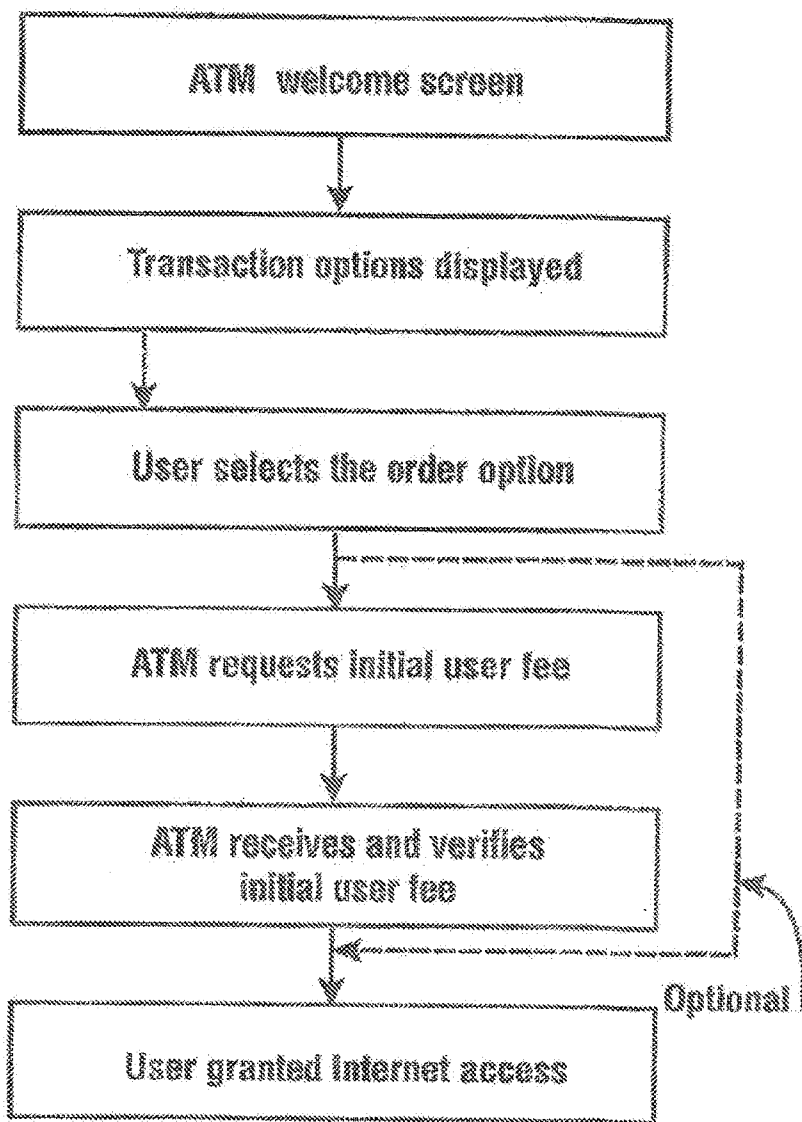 ATM welcome screen
Transaction options displayed
User selects the order option
ATM requests initial user fee
ATM receives and verifies
initial user fee
Optional
User granted Internet access